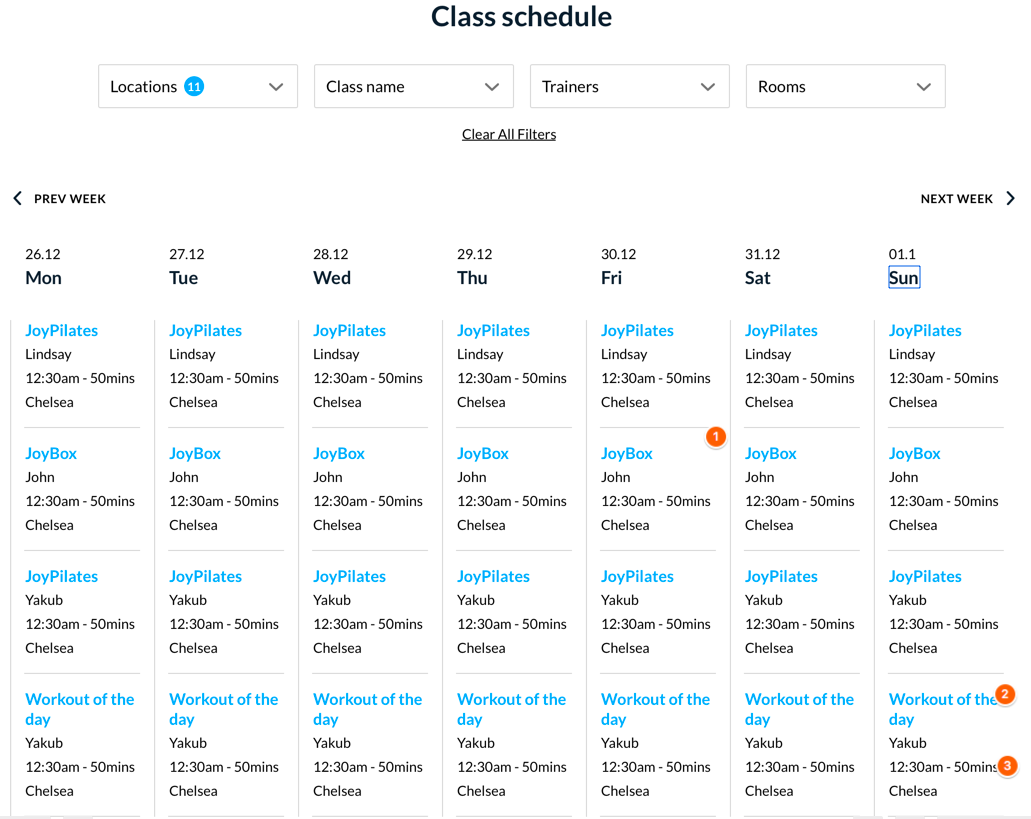 Class schedule
Locations 11 Class name Trainers Rooms
Clear All Filters
PREV WEEK NEXT WEEK
26.12 27.12 28.12 29.12 30.12 31.12 01.1
Mon Tue Wed Thu Fri Sat Sun
JoyPilates JoyPilates JoyPilates JoyPilates JoyPilates JoyPilates JoyPilates
Lindsay Lindsay Lindsay Lindsay Lindsay Lindsay Lindsay
12:30am - 50mins 12:30am - 50mins 12:30am - 50mins 12:30am - 50mins 12:30am - 50mins 12:30am - 50mins 12:30am - 50mins
Chelsea Chelsea Chelsea Chelsea Chelsea Chelsea Chelsea
1
JoyBox JoyBox JoyBox JoyBox JoyBox JoyBox JoyBox
John John John John John John John
12:30am - 50mins 12:30am - 50mins 12:30am - 50mins 12:30am - 50mins 12:30am - 50mins 12:30am - 50mins 12:30am - 50mins
Chelsea Chelsea Chelsea Chelsea Chelsea Chelsea Chelsea
JoyPilates JoyPilates JoyPilates JoyPilates JoyPilates JoyPilates JoyPilates
Yakub Yakub Yakub Yakub Yakub Yakub Yakub
12:30am - 50mins 12:30am - 50mins 12:30am - 50mins 12:30am - 50mins 12:30am - 50mins 12:30am - 50mins 12:30am - 50mins
Chelsea Chelsea Chelsea Chelsea Chelsea Chelsea Chelsea
Workout of the Workout of the Workout of the Workout of the Workout of the Workout of the Workout of the 2
day day day day day day day
Yakub Yakub Yakub Yakub Yakub Yakub Yakub
12:30am - 50mins 12:30am - 50mins 12:30am - 50mins 12:30am - 50mins 12:30am - 50mins 12:30am - 50mins 12:30am - 50mins 3
Chelsea Chelsea Chelsea Chelsea Chelsea Chelsea Chelsea